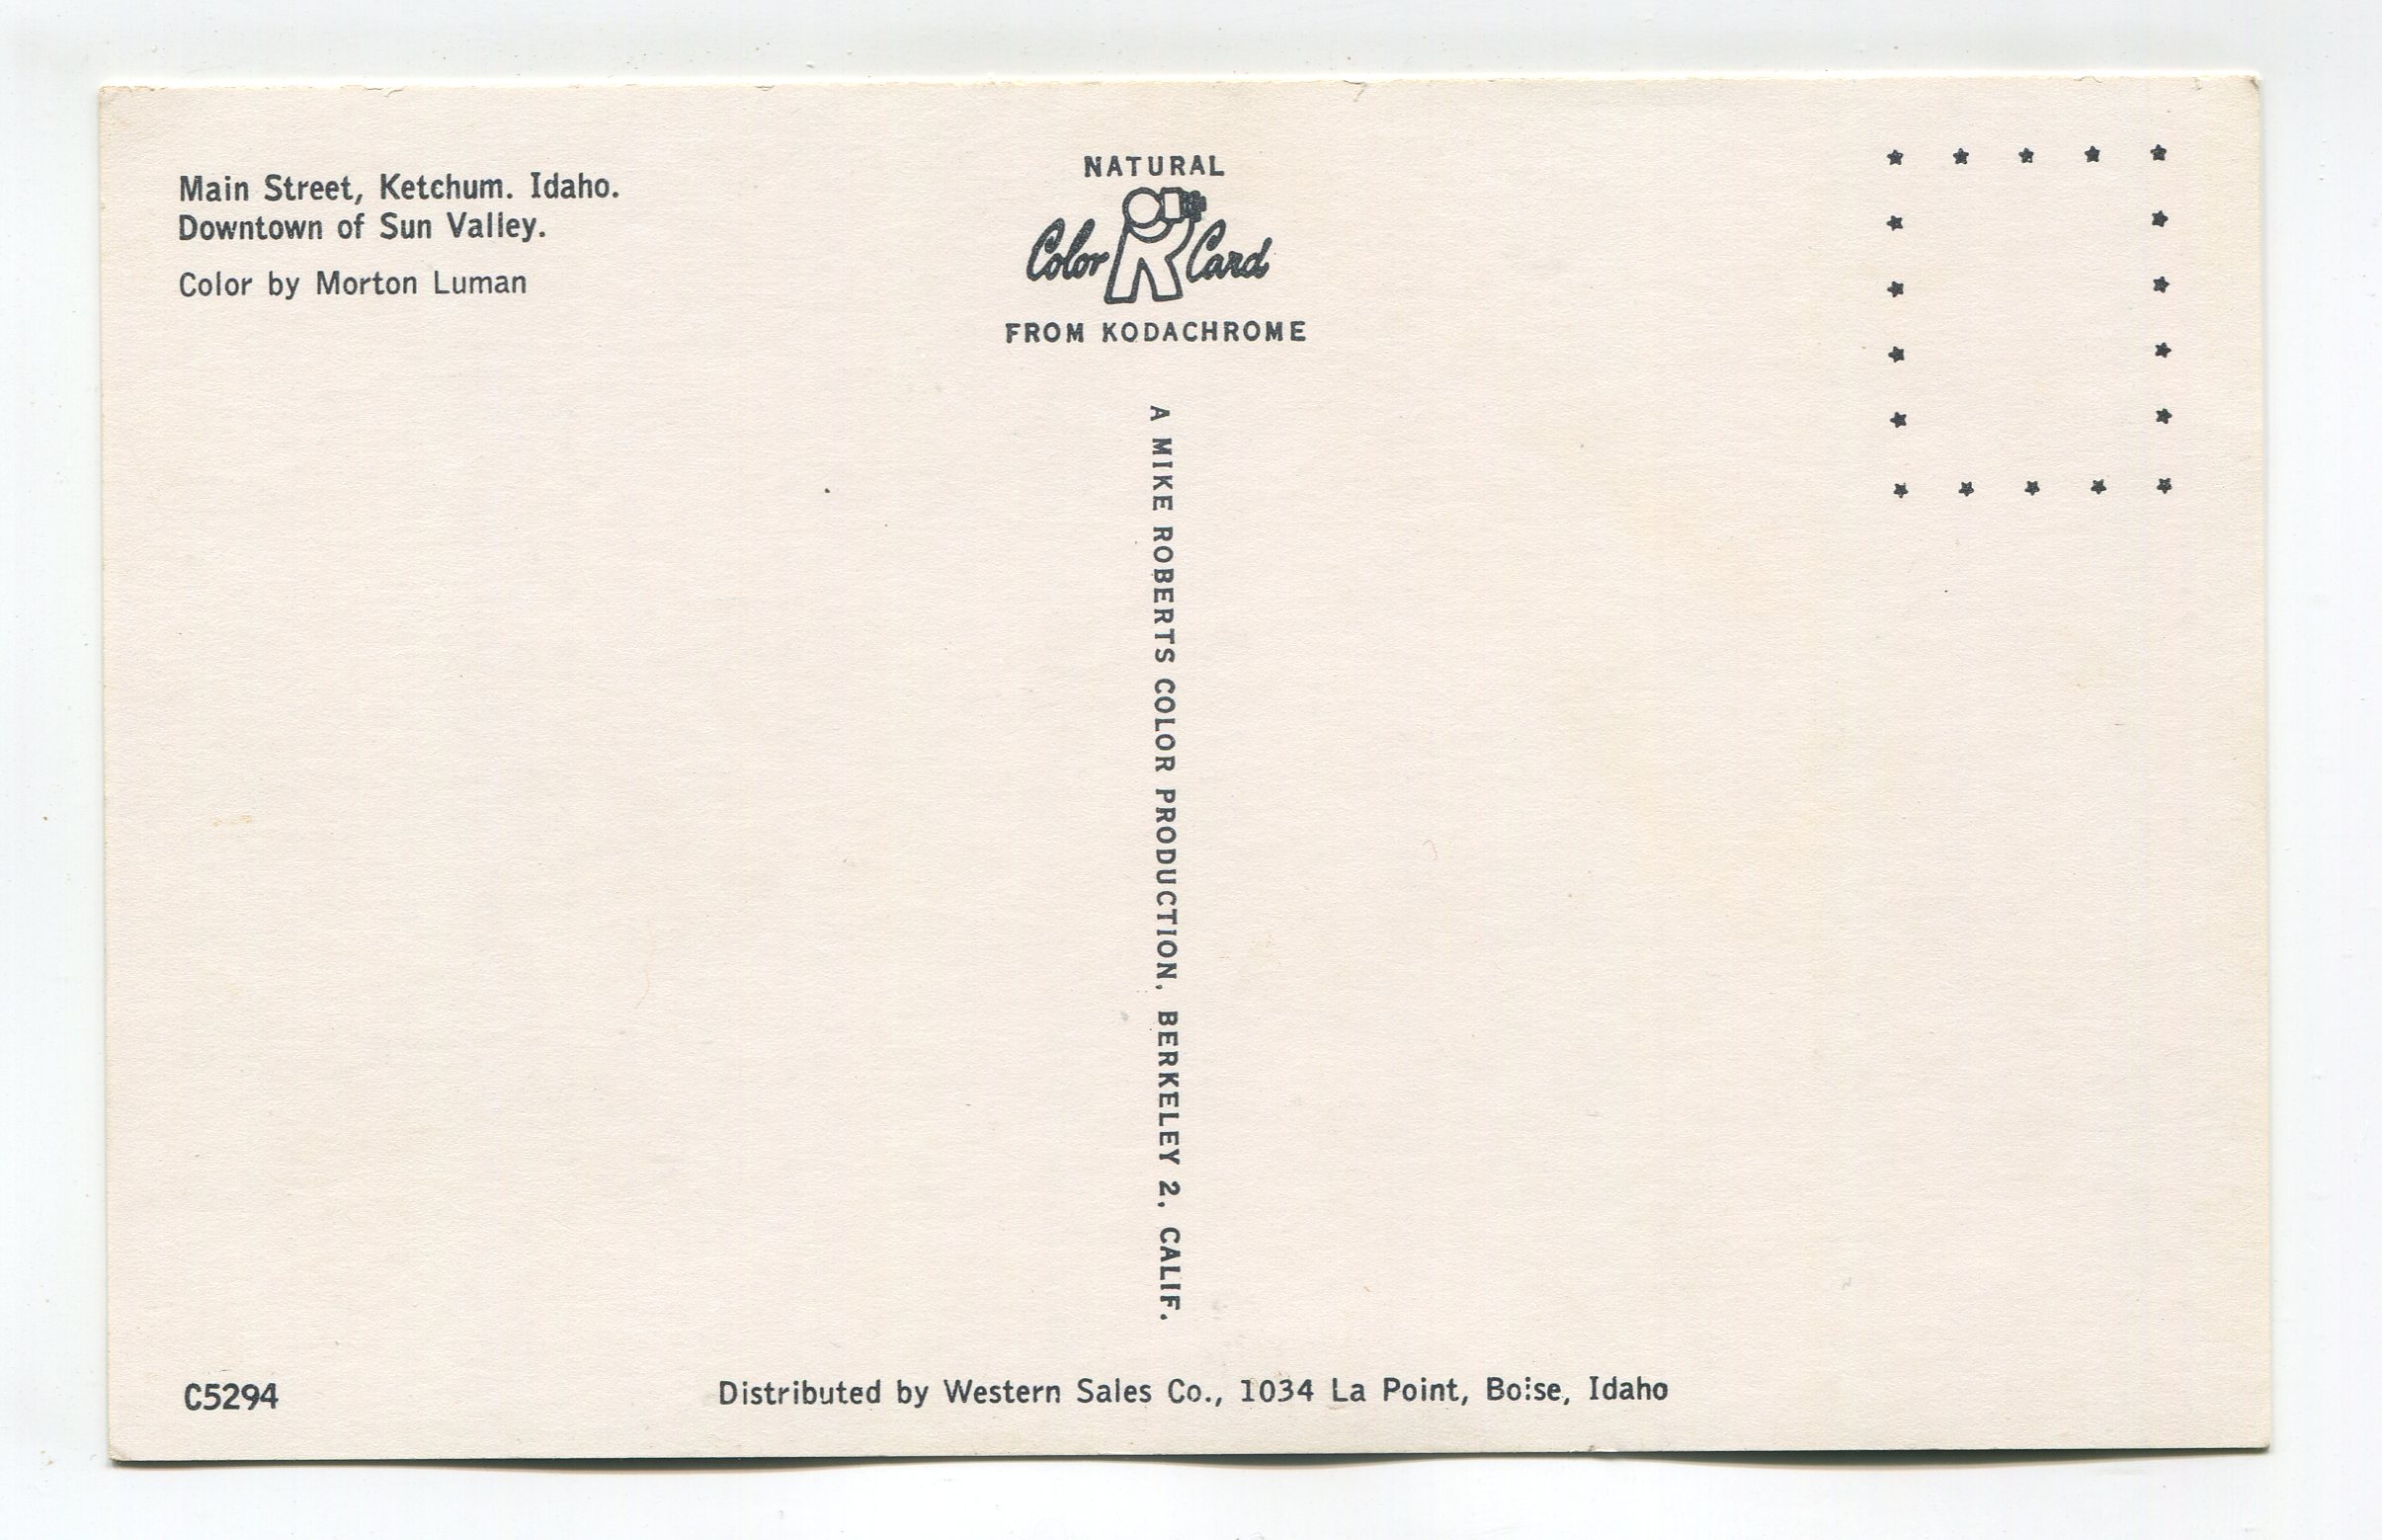 Main Street, Ketchum. Idaho.
Downtown of Sun Valley.
Color by Morton Luman
NATURAL
Color Card
FROM KODACHROME
A MIKE ROBERTS COLOR PRODUCTION, BERKELEY 2, CALIF.
C5294
Distributed by Western Sales Co., 1034 La Point, Boise, Idaho